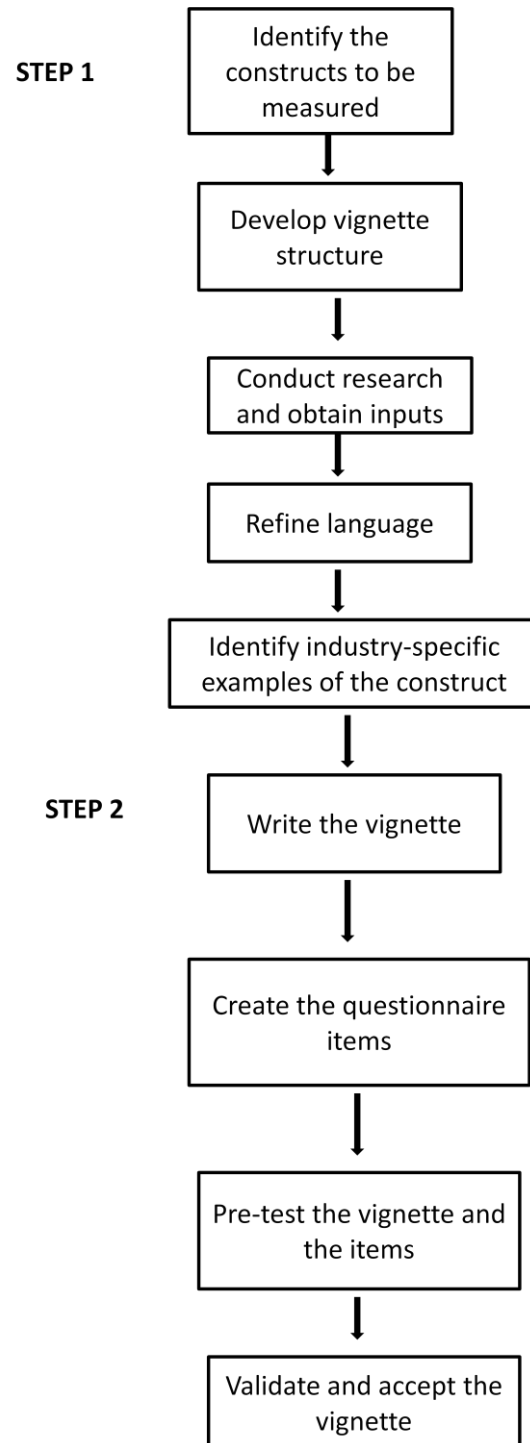 STEP 1
Identify the
constructs to be
measured
Develop vignette
structure
Conduct research
and obtain inputs
Refine language
Identify industry-specific
examples of the construct
STEP 2
Write the vignette
Create the questionnaire
items
Pre-test the vignette and
the items
Validate and accept the
vignette